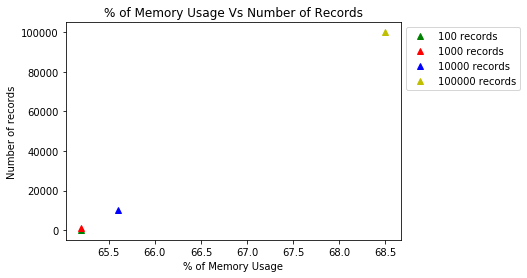 % of Memory Usage Vs Number of Records
100000
80000
60000
40000
20000
0
Number of records
65.5 66.0 66.5 67.0 67.5 68.0 68.5
% of Memory Usage
100 records
1000 records
10000 records
100000 records